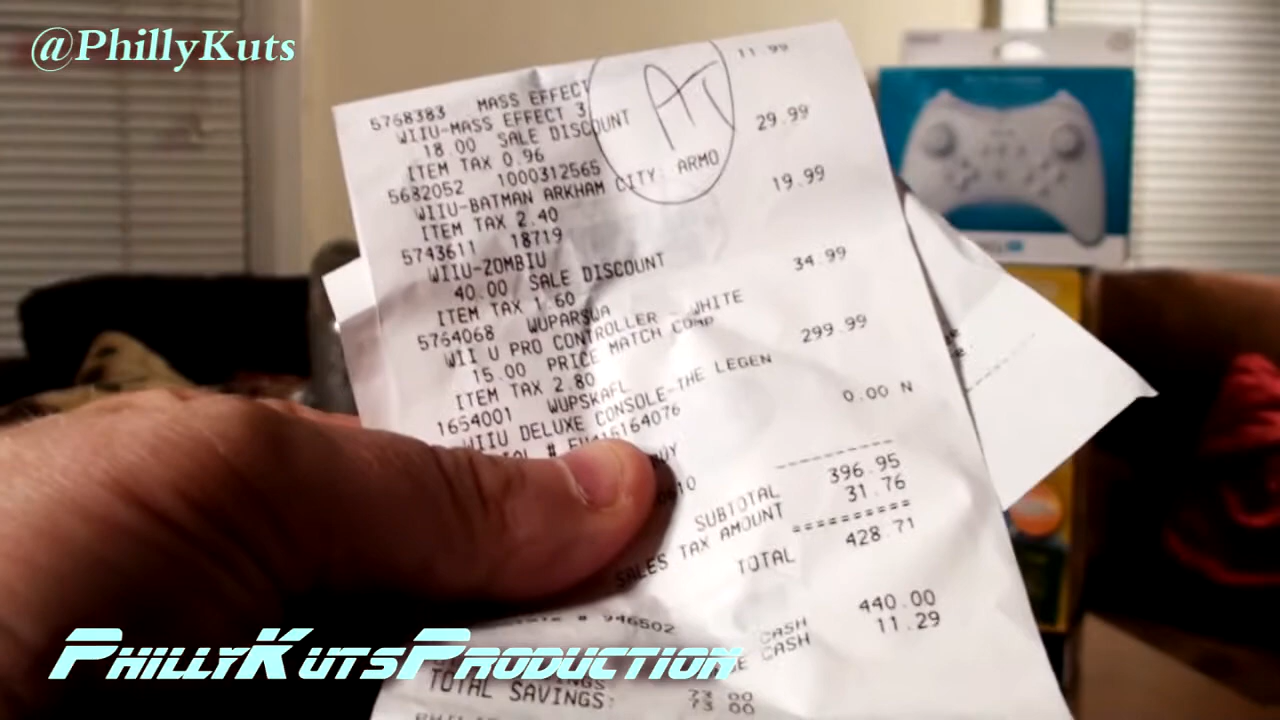 @PhillyKuts
5768383 MASS EFFECT 11.99
WIIU-MASS EFFECT 3
18.00 SALE DISCOUNT
ITEM TAX 0.96
5632052 1000312565 29.99
WIIU-BATMAN ARKHAM CITY: ARMO
ITEM TAX 2.40
5743611 18719 19.99
WIIU-ZOMBIU
40.00 SALE DISCOUNT
ITEM TAX 1.60
5764068 WUPARSWA 34.99
WII U PRO CONTROLLER - WHITE
15.00 PRICE MATCH COMP
ITEM TAX 2.80
1654001 WUPSKAFL 299.99
WIIU DELUXE CONSOLE-THE LEGEN
0.00 N
SUBTOTAL 396.95
SALES TAX AMOUNT 31.76
==========
TOTAL 428.71
# 946502
CASH 440.00
CASH 11.29
73.00
TOTAL SAVINGS: 73.00
PHILLYKUTSPRODUCTION